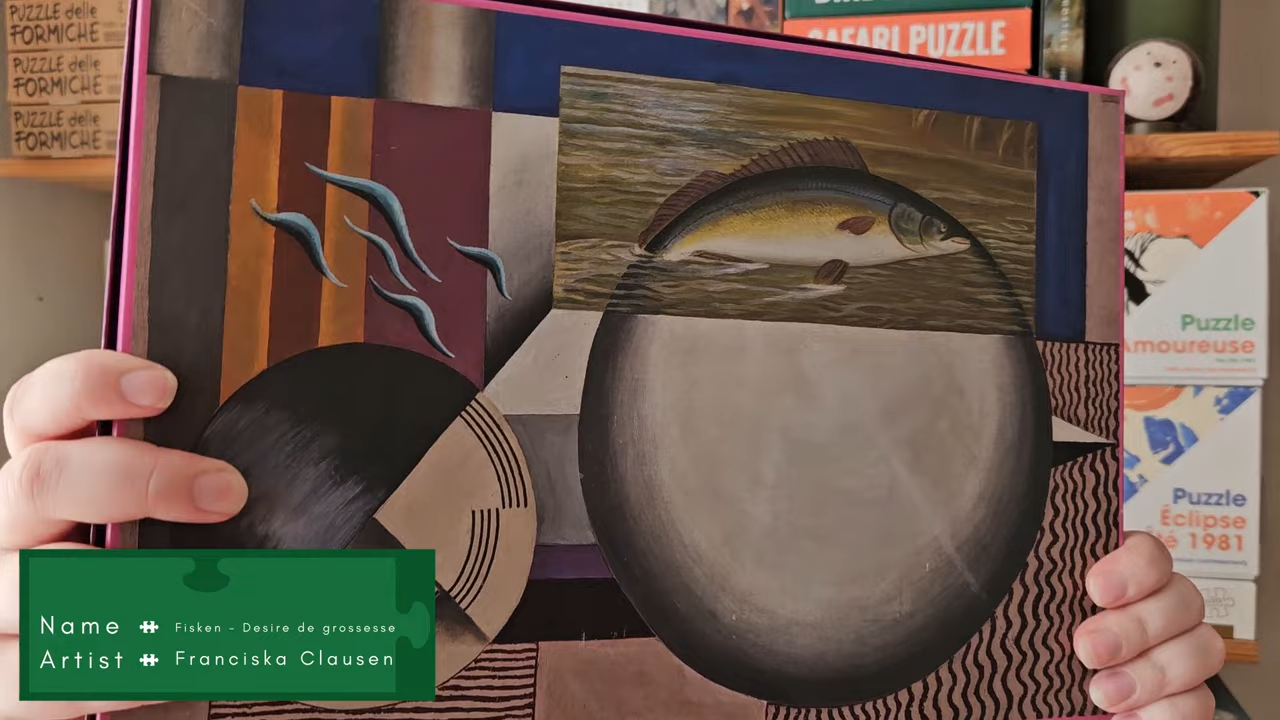 PUZZLE delle
FORMICHE
PUZZLE delle
FORMICHE
PUZZLE delle
FORMICHE
SAFARI PUZZLE
Puzzle
Amoureuse
Puzzle
Éclipse
1981
Name Fisken - Desire de grossesse
Artist Franciska Clausen